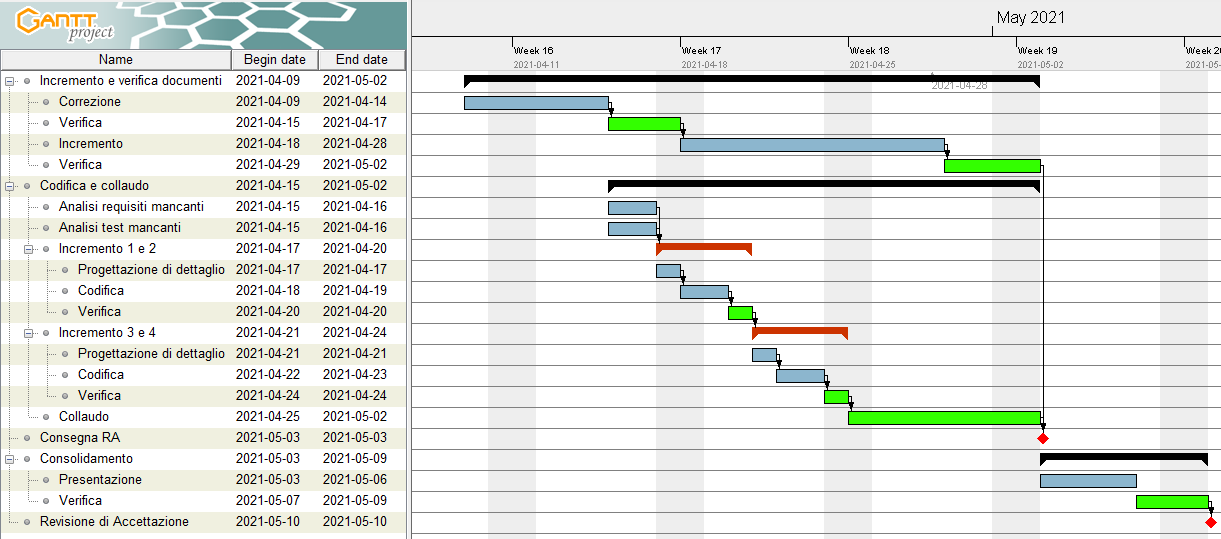 GANTT
project
May 2021
Week 16 Week 17 Week 18 Week 19 Week 20
2021-04-11 2021-04-18 2021-04-25 2021-05-02 2021-05-
Name Begin date End date
Incremento e verifica documenti 2021-04-09 2021-05-02
2021-04-28
Correzione 2021-04-09 2021-04-14
Verifica 2021-04-15 2021-04-17
Incremento 2021-04-18 2021-04-28
Verifica 2021-04-29 2021-05-02
Codifica e collaudo 2021-04-15 2021-05-02
Analisi requisiti mancanti 2021-04-15 2021-04-16
Analisi test mancanti 2021-04-15 2021-04-16
Incremento 1 e 2 2021-04-17 2021-04-20
Progettazione di dettaglio 2021-04-17 2021-04-17
Codifica 2021-04-18 2021-04-19
Verifica 2021-04-20 2021-04-20
Incremento 3 e 4 2021-04-21 2021-04-24
Progettazione di dettaglio 2021-04-21 2021-04-21
Codifica 2021-04-22 2021-04-23
Verifica 2021-04-24 2021-04-24
Collaudo 2021-04-25 2021-05-02
Consegna RA 2021-05-03 2021-05-03
Consolidamento 2021-05-03 2021-05-09
Presentazione 2021-05-03 2021-05-06
Verifica 2021-05-07 2021-05-09
Revisione di Accettazione 2021-05-10 2021-05-10